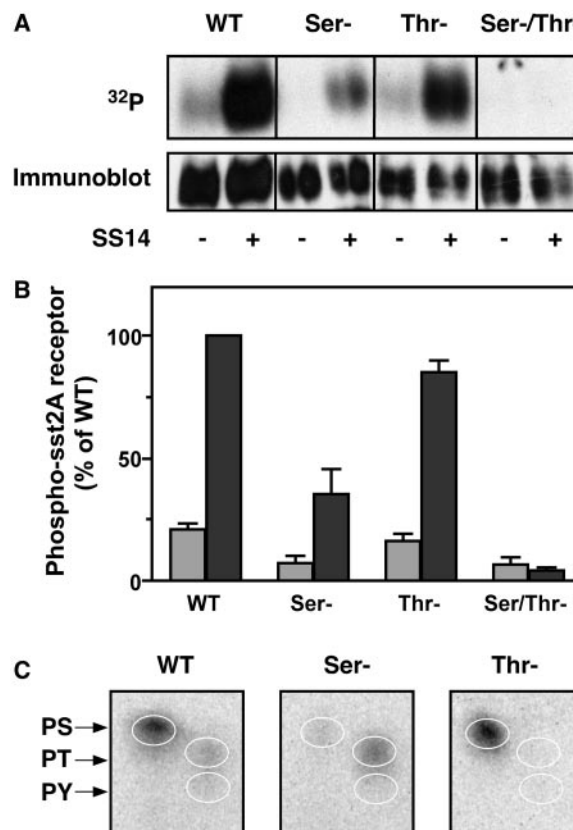 A
WT Ser- Thr- Ser-/Thr
32P
Immunoblot
SS14 - + - + - + - +
B
Phospho-sst2A receptor
(% of WT)
100
50
0
WT Ser- Thr- Ser/Thr-
C
WT Ser- Thr-
PS
PT
PY